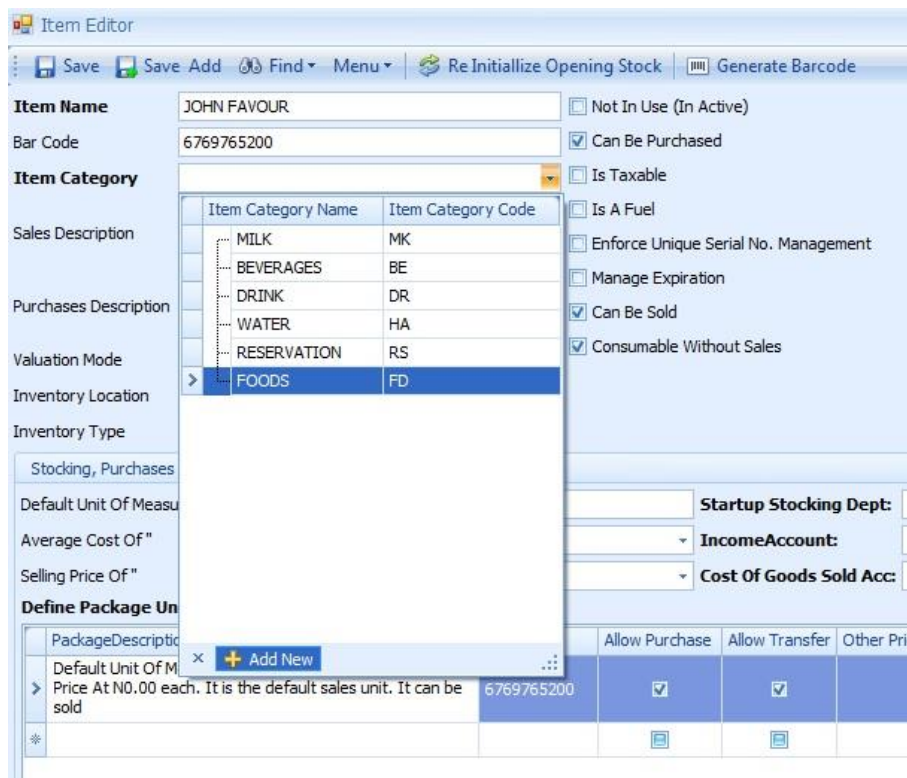 Item Editor
Save Save Add Find Menu Re Initiallize Opening Stock Generate Barcode
Item Name JOHN FAVOUR Not In Use (In Active)
Bar Code 6769765200 Can Be Purchased
Item Category Is Taxable
Item Category Name Item Category Code Is A Fuel
Sales Description MILK MK Enforce Unique Serial No. Management
BEVERAGES BE Manage Expiration
DRINK DR
Purchases Description Can Be Sold
WATER HA
Valuation Mode RESERVATION RS Consumable Without Sales
FOODS FD
Inventory Location
Inventory Type
Stocking, Purchases
Default Unit Of Measu Startup Stocking Dept:
Average Cost Of " IncomeAccount:
Selling Price Of " Cost Of Goods Sold Acc:
Define Package Un
PackageDescriptio Allow Purchase Allow Transfer Other Pri
Add New
Default Unit Of M
Price At N0.00 each. It is the default sales unit. It can be 6769765200
sold